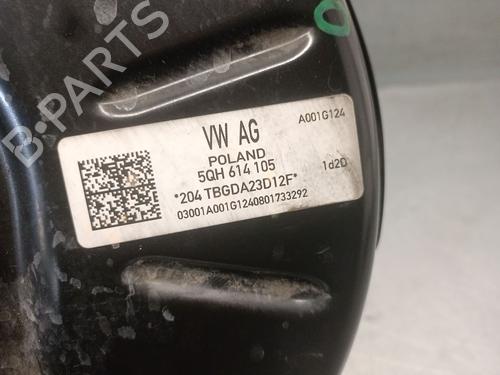 B-PARTS
VW AG
A001G124
POLAND
5QH 614 105
1d2D
*204 TBGDA23D12F*
03001A001G1240801733292